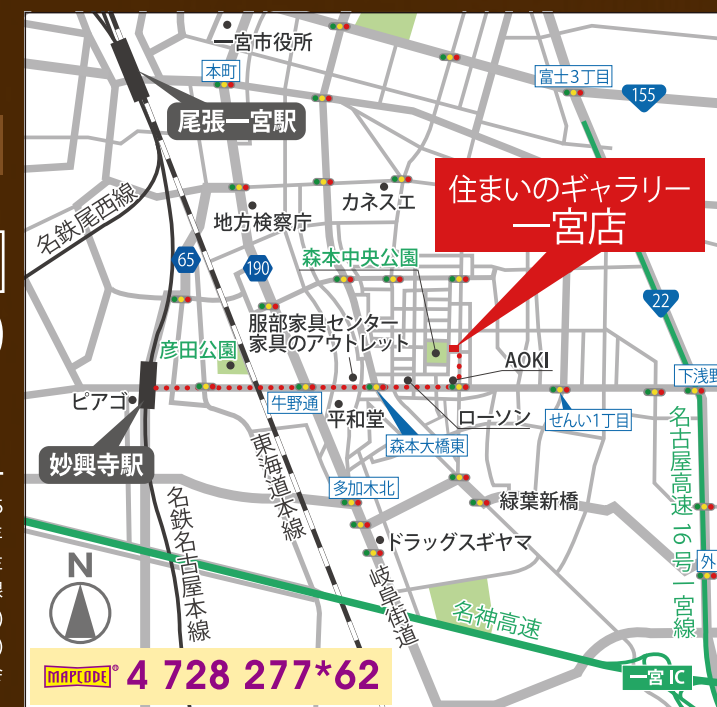 一宮市役所
本町
富士3丁目
155
尾張一宮駅
住まいのギャラリー
一宮店
カネスエ
名鉄尾西線
地方検察庁
森本中央公園
65
190
22
服部家具センター
家具のアウトレット
彦田公園
AOKI
下浅野
ピアゴ
牛野通
平和堂
ローソン
せんい1丁目
森本大橋東
妙興寺駅
東海道本線
名古屋高速16号一宮線
多加木北
緑葉新橋
名鉄名古屋本線
ドラッグスギヤマ
岐阜街道
外
N
名神高速
一宮IC
MAPCODE® 4 728 277*62